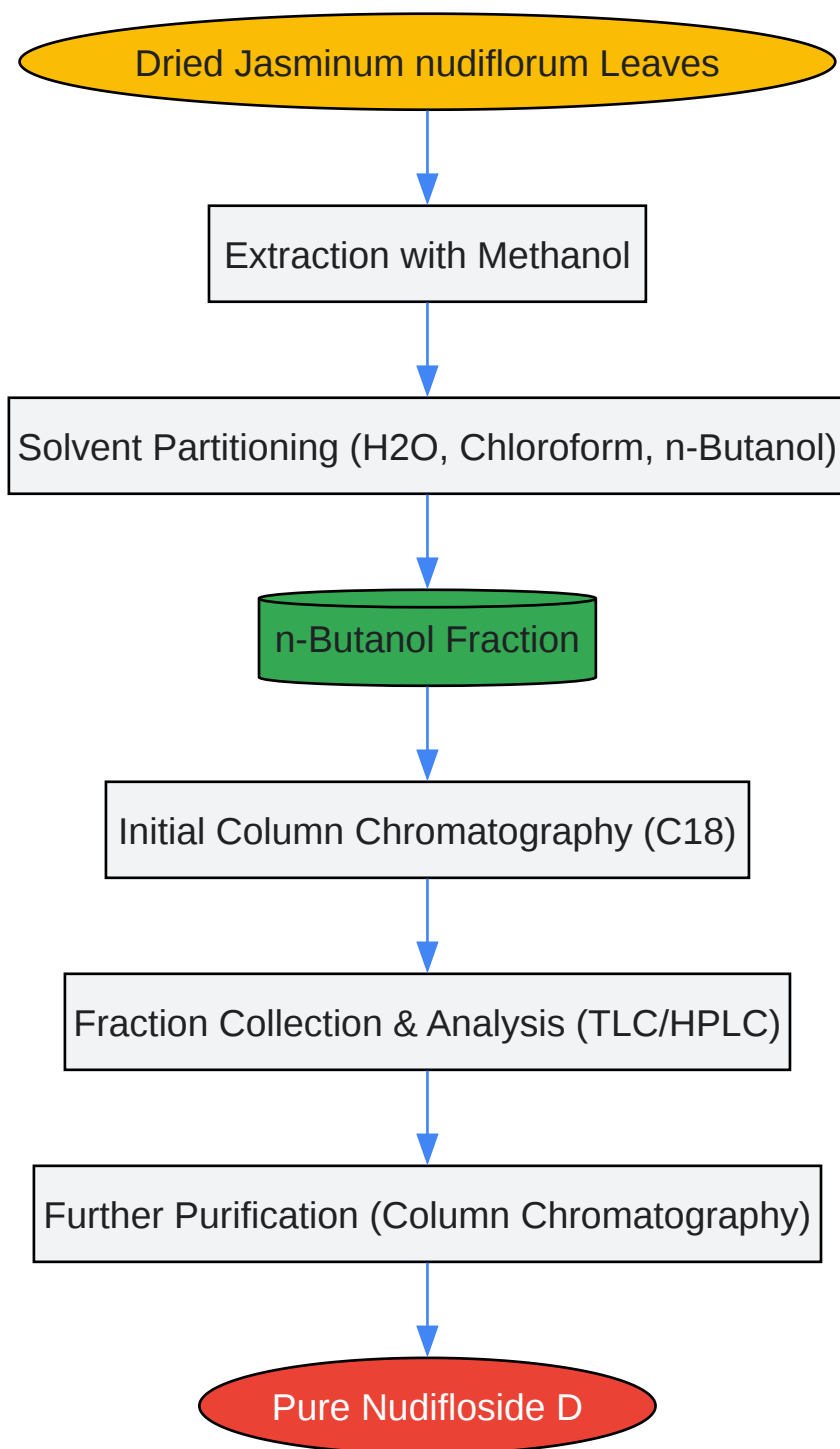 Dried Jasminum nudiflorum Leaves
Extraction with Methanol
Solvent Partitioning (H2O, Chloroform, n-Butanol)
n-Butanol Fraction
Initial Column Chromatography (C18)
Fraction Collection & Analysis (TLC/HPLC)
Further Purification (Column Chromatography)
Pure Nudifloside D